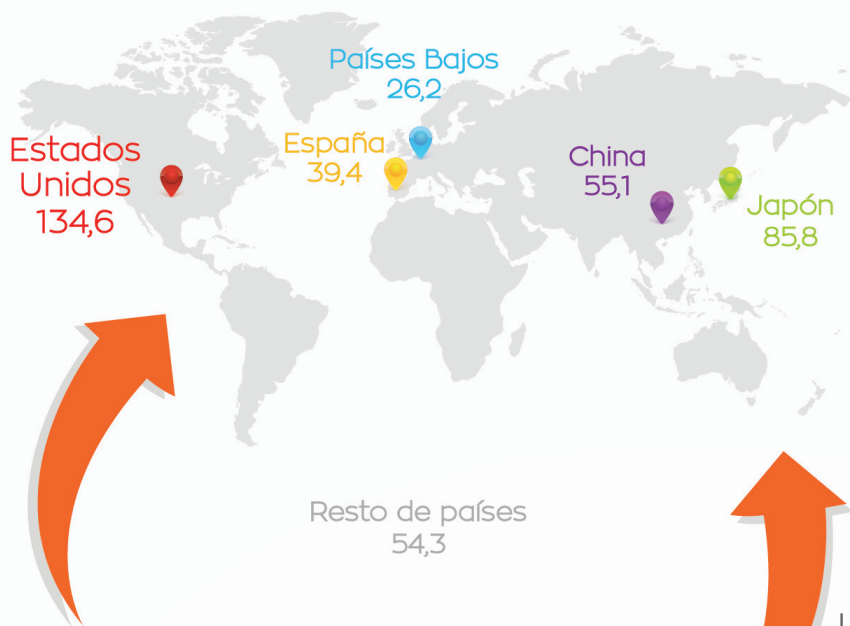 Países Bajos
26,2
Estados
Unidos
134,6
España
39,4
China
55,1
Japón
85,8
Resto de países
54,3